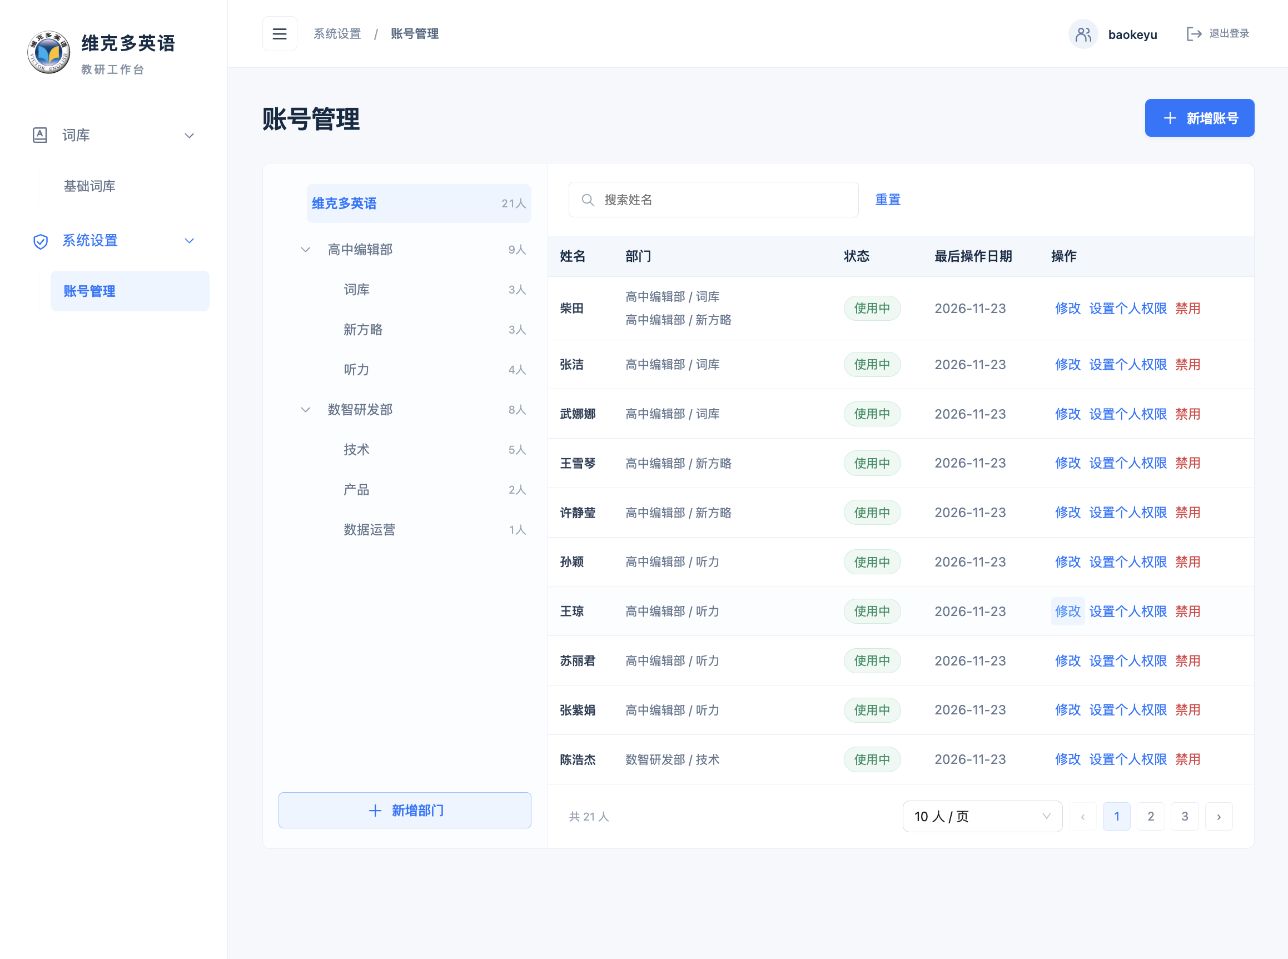 维克多英语
教研工作台
词库
基础词库
系统设置
账号管理
系统设置 / 账号管理
baokeyu
退出登录
账号管理
新增账号
维克多英语 21人
高中编辑部 9人
词库 3人
新方略 3人
听力 4人
数智研发部 8人
技术 5人
产品 2人
数据运营 1人
新增部门
搜索姓名 重置
姓名 部门 状态 最后操作日期 操作
柴田 高中编辑部 / 词库 使用中 2026-11-23 修改 设置个人权限 禁用
高中编辑部 / 新方略
张洁 高中编辑部 / 词库 使用中 2026-11-23 修改 设置个人权限 禁用
武娜娜 高中编辑部 / 词库 使用中 2026-11-23 修改 设置个人权限 禁用
王雪琴 高中编辑部 / 新方略 使用中 2026-11-23 修改 设置个人权限 禁用
许静莹 高中编辑部 / 新方略 使用中 2026-11-23 修改 设置个人权限 禁用
孙颖 高中编辑部 / 听力 使用中 2026-11-23 修改 设置个人权限 禁用
王琼 高中编辑部 / 听力 使用中 2026-11-23 修改 设置个人权限 禁用
苏丽君 高中编辑部 / 听力 使用中 2026-11-23 修改 设置个人权限 禁用
张紫娟 高中编辑部 / 听力 使用中 2026-11-23 修改 设置个人权限 禁用
陈浩杰 数智研发部 / 技术 使用中 2026-11-23 修改 设置个人权限 禁用
共 21 人 10 人 / 页 ‹ 1 2 3 ›